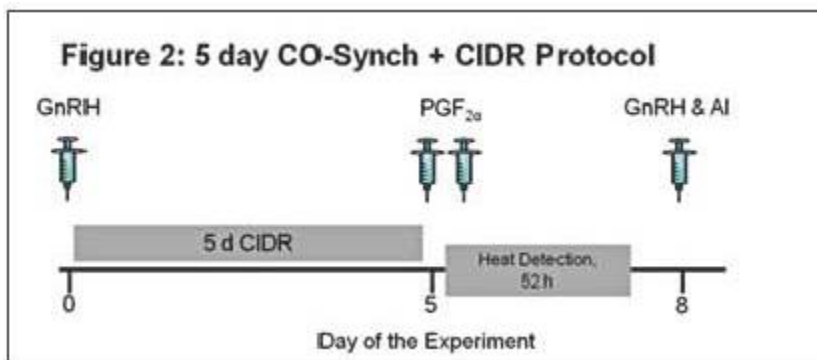 Figure 2: 5 day CO-Synch + CIDR Protocol
GnRH PGF2α GnRH & AI
5 d CIDR
Heat Detection,
52 h
0 5 8
Day of the Experiment